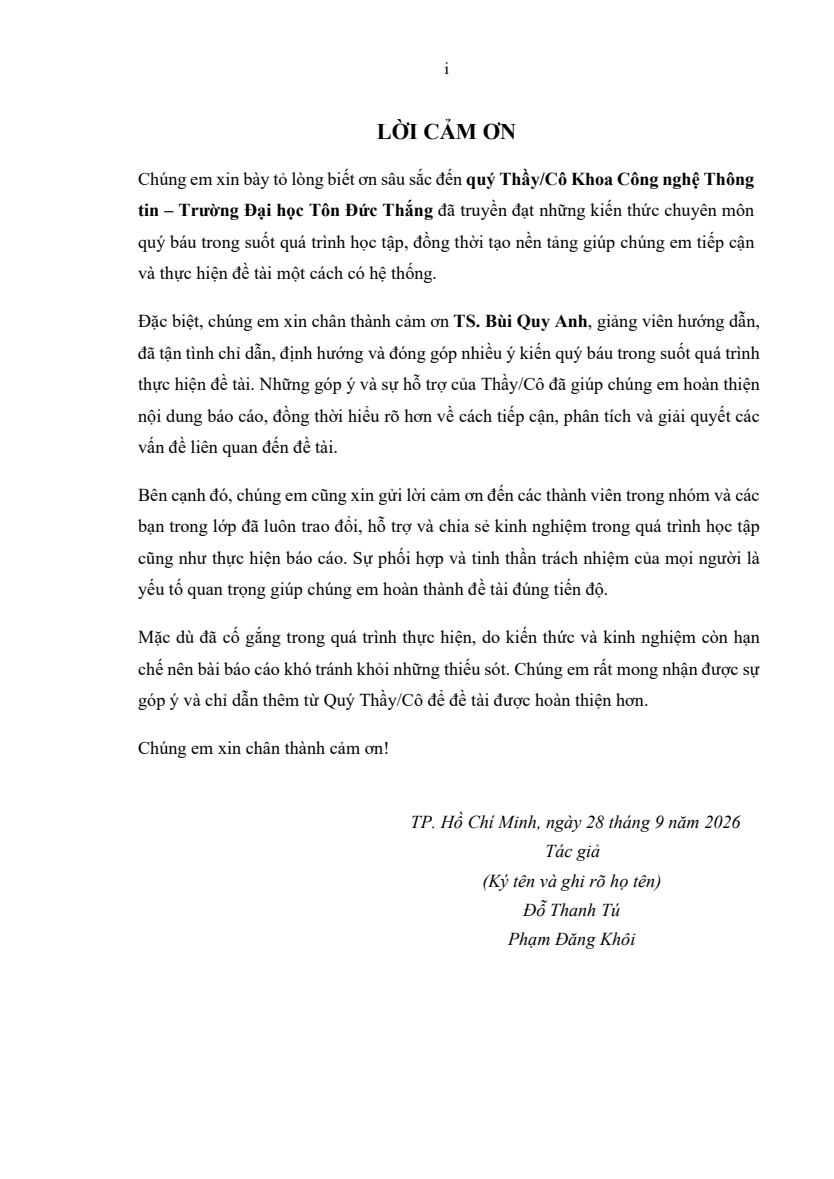 i
LỜI CẢM ƠN
Chúng em xin bày tỏ lòng biết ơn sâu sắc đến quý Thầy/Cô Khoa Công nghệ Thông
tin – Trường Đại học Tôn Đức Thắng đã truyền đạt những kiến thức chuyên môn
quý báu trong suốt quá trình học tập, đồng thời tạo nền tảng giúp chúng em tiếp cận
và thực hiện đề tài một cách có hệ thống.
Đặc biệt, chúng em xin chân thành cảm ơn TS. Bùi Quy Anh, giảng viên hướng dẫn,
đã tận tình chỉ dẫn, định hướng và đóng góp nhiều ý kiến quý báu trong suốt quá trình
thực hiện đề tài. Những góp ý và sự hỗ trợ của Thầy/Cô đã giúp chúng em hoàn thiện
nội dung báo cáo, đồng thời hiểu rõ hơn về cách tiếp cận, phân tích và giải quyết các
vấn đề liên quan đến đề tài.
Bên cạnh đó, chúng em cũng xin gửi lời cảm ơn đến các thành viên trong nhóm và các
bạn trong lớp đã luôn trao đổi, hỗ trợ và chia sẻ kinh nghiệm trong quá trình học tập
cũng như thực hiện báo cáo. Sự phối hợp và tinh thần trách nhiệm của mọi người là
yếu tố quan trọng giúp chúng em hoàn thành đề tài đúng tiến độ.
Mặc dù đã cố gắng trong quá trình thực hiện, do kiến thức và kinh nghiệm còn hạn
chế nên bài báo cáo khó tránh khỏi những thiếu sót. Chúng em rất mong nhận được sự
góp ý và chỉ dẫn thêm từ Quý Thầy/Cô để đề tài được hoàn thiện hơn.
Chúng em xin chân thành cảm ơn!
TP. Hồ Chí Minh, ngày 28 tháng 9 năm 2026
Tác giả
(Ký tên và ghi rõ họ tên)
Đỗ Thanh Tú
Phạm Đăng Khôi